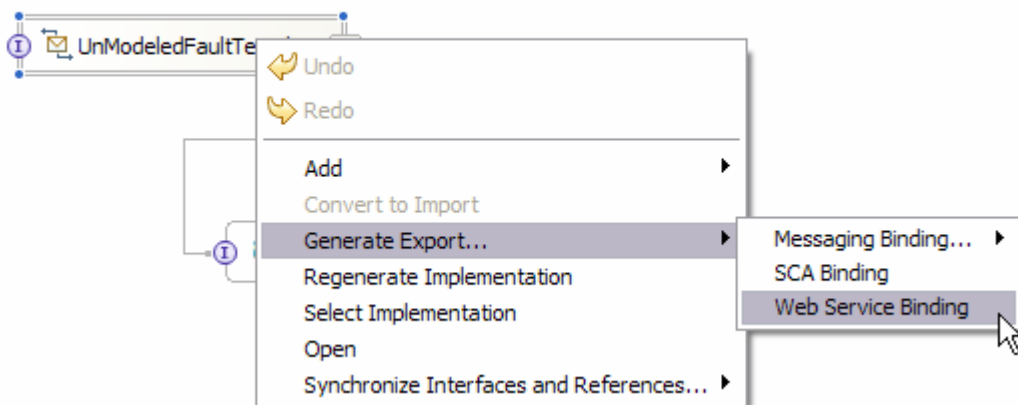 UnModeledFaultTe
Undo
Redo
Add
Convert to Import
Generate Export...
Messaging Binding...
Regenerate Implementation
SCA Binding
Select Implementation
Web Service Binding
Open
Synchronize Interfaces and References...